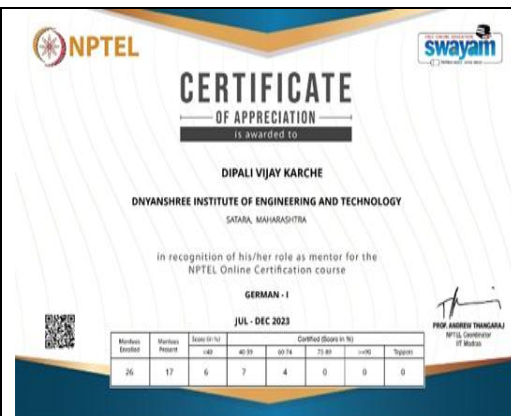 NPTEL
FREE ONLINE EDUCATION
swayam
CERTIFICATE
OF APPRECIATION
is awarded to
DIPALI VIJAY KARCHE
DNYANSHREE INSTITUTE OF ENGINEERING AND TECHNOLOGY
SATARA, MAHARASHTRA
in recognition of his/her role as mentor for the
NPTEL Online Certification course
GERMAN - I
JUL - DEC 2023
PROF. ANDREW THANGARAJ
NPTEL Coordinator
IIT Madras
Mentees Enrolled Mentees Present Score (in %) Certified (Score in %)
<40 40-59 60-74 75-89 >=90 Toppers
26 17 6 7 4 0 0 0